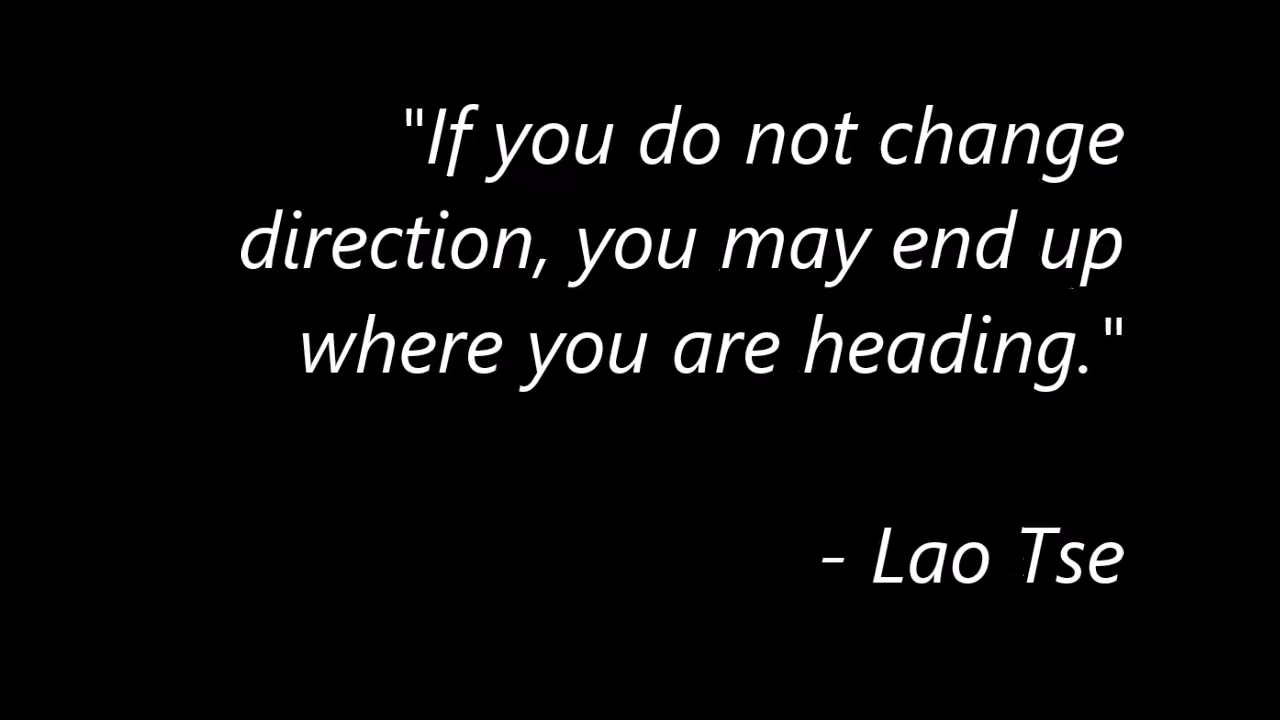 "If you do not change
direction, you may end up
where you are heading."
- Lao Tse